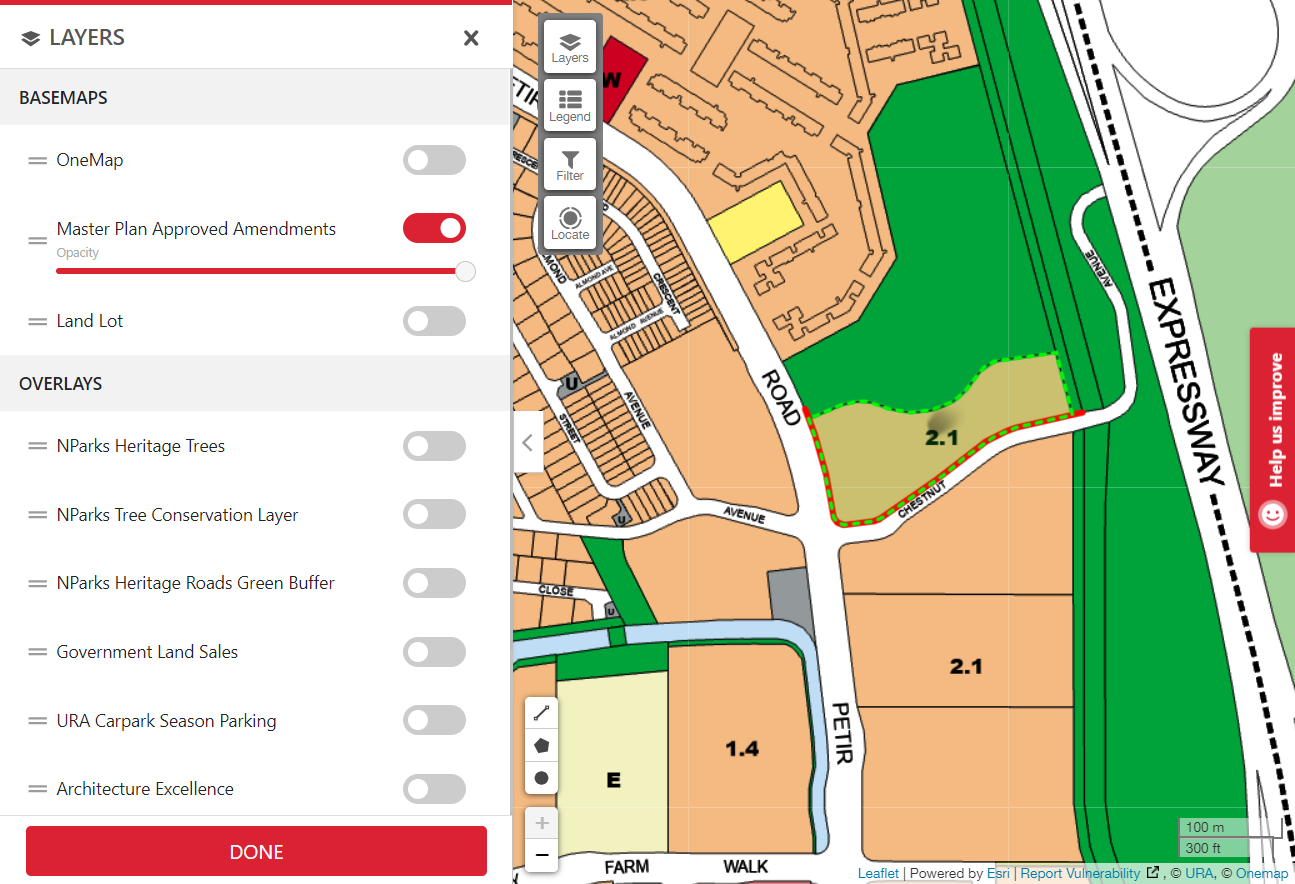 LAYERS
BASEMAPS
OneMap
Master Plan Approved Amendments
Opacity
Land Lot
OVERLAYS
NParks Heritage Trees
NParks Tree Conservation Layer
NParks Heritage Roads Green Buffer
Government Land Sales
URA Carpark Season Parking
Architecture Excellence
DONE
Layers
Legend
Filter
Locate
W
ALMOND AVE
CRESCENT
ALMOND AVENUE
U
AVENUE
STREET
U
ROAD
AVENUE
EXPRESSWAY
2.1
CHESTNUT
AVENUE
CLOSE
U
2.1
PETIR
1.4
E
FARM WALK
Help us improve
100 m
300 ft
Leaflet | Powered by Esri | Report Vulnerability , © URA, © Onemap